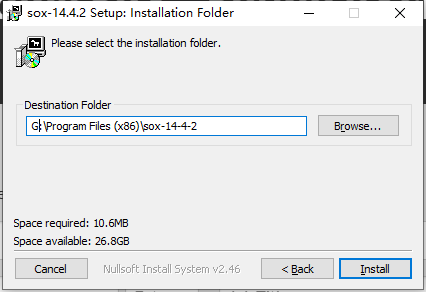 sox-14.4.2 Setup: Installation Folder
Please select the installation folder.
Destination Folder
G:\Program Files (x86)\sox-14-4-2
Browse...
Space required: 10.6MB
Space available: 26.8GB
Cancel
Nullsoft Install System v2.46
< Back
Install